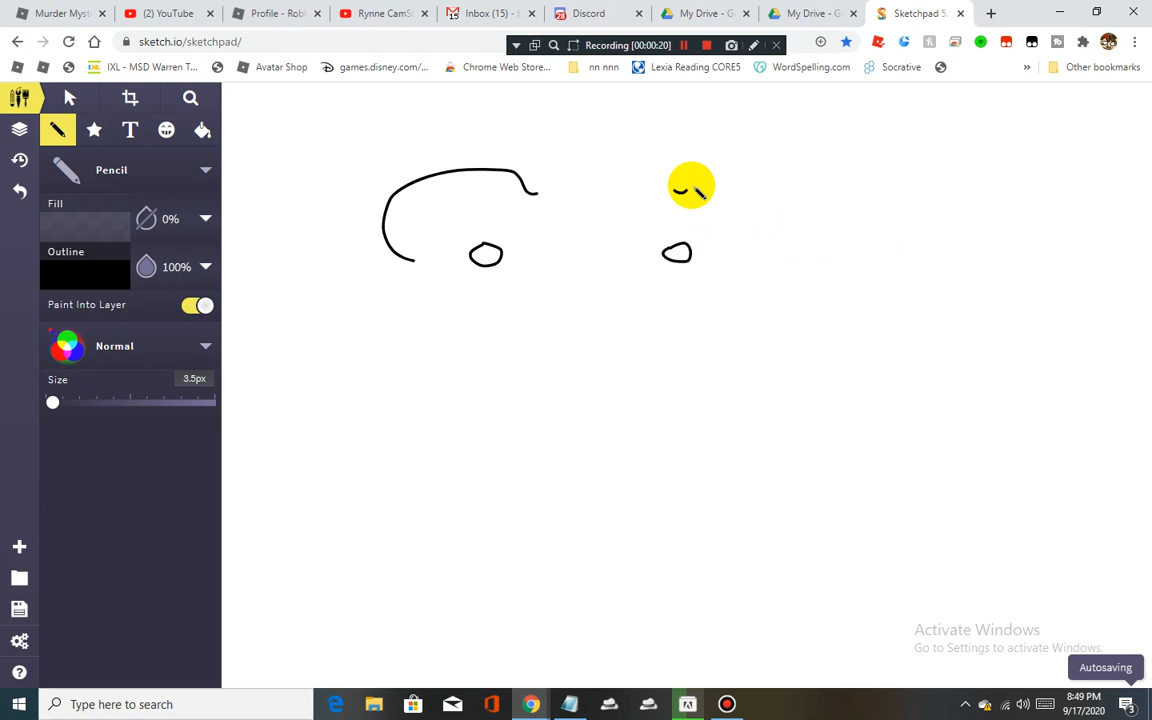 Murder Myst
(2) YouTube
Profile - Robl
Rynne CamSt
Inbox (15) - b
Discord
My Drive - Go
My Drive - G
Sketchpad 5.
sketch.io/sketchpad/
Recording [00:00:20]
IXL - MSD Warren T...
Avatar Shop
games.disney.com/...
Chrome Web Store...
nn nnn
Lexia Reading CORE5
WordSpelling.com
Socrative
»
Other bookmarks
T
Pencil
Fill
0%
Outline
100%
Paint Into Layer
Normal
Size
3.5px
Activate Windows
Go to Settings to activate Windows.
Autosaving
Type here to search
8:49 PM
9/17/2020
3